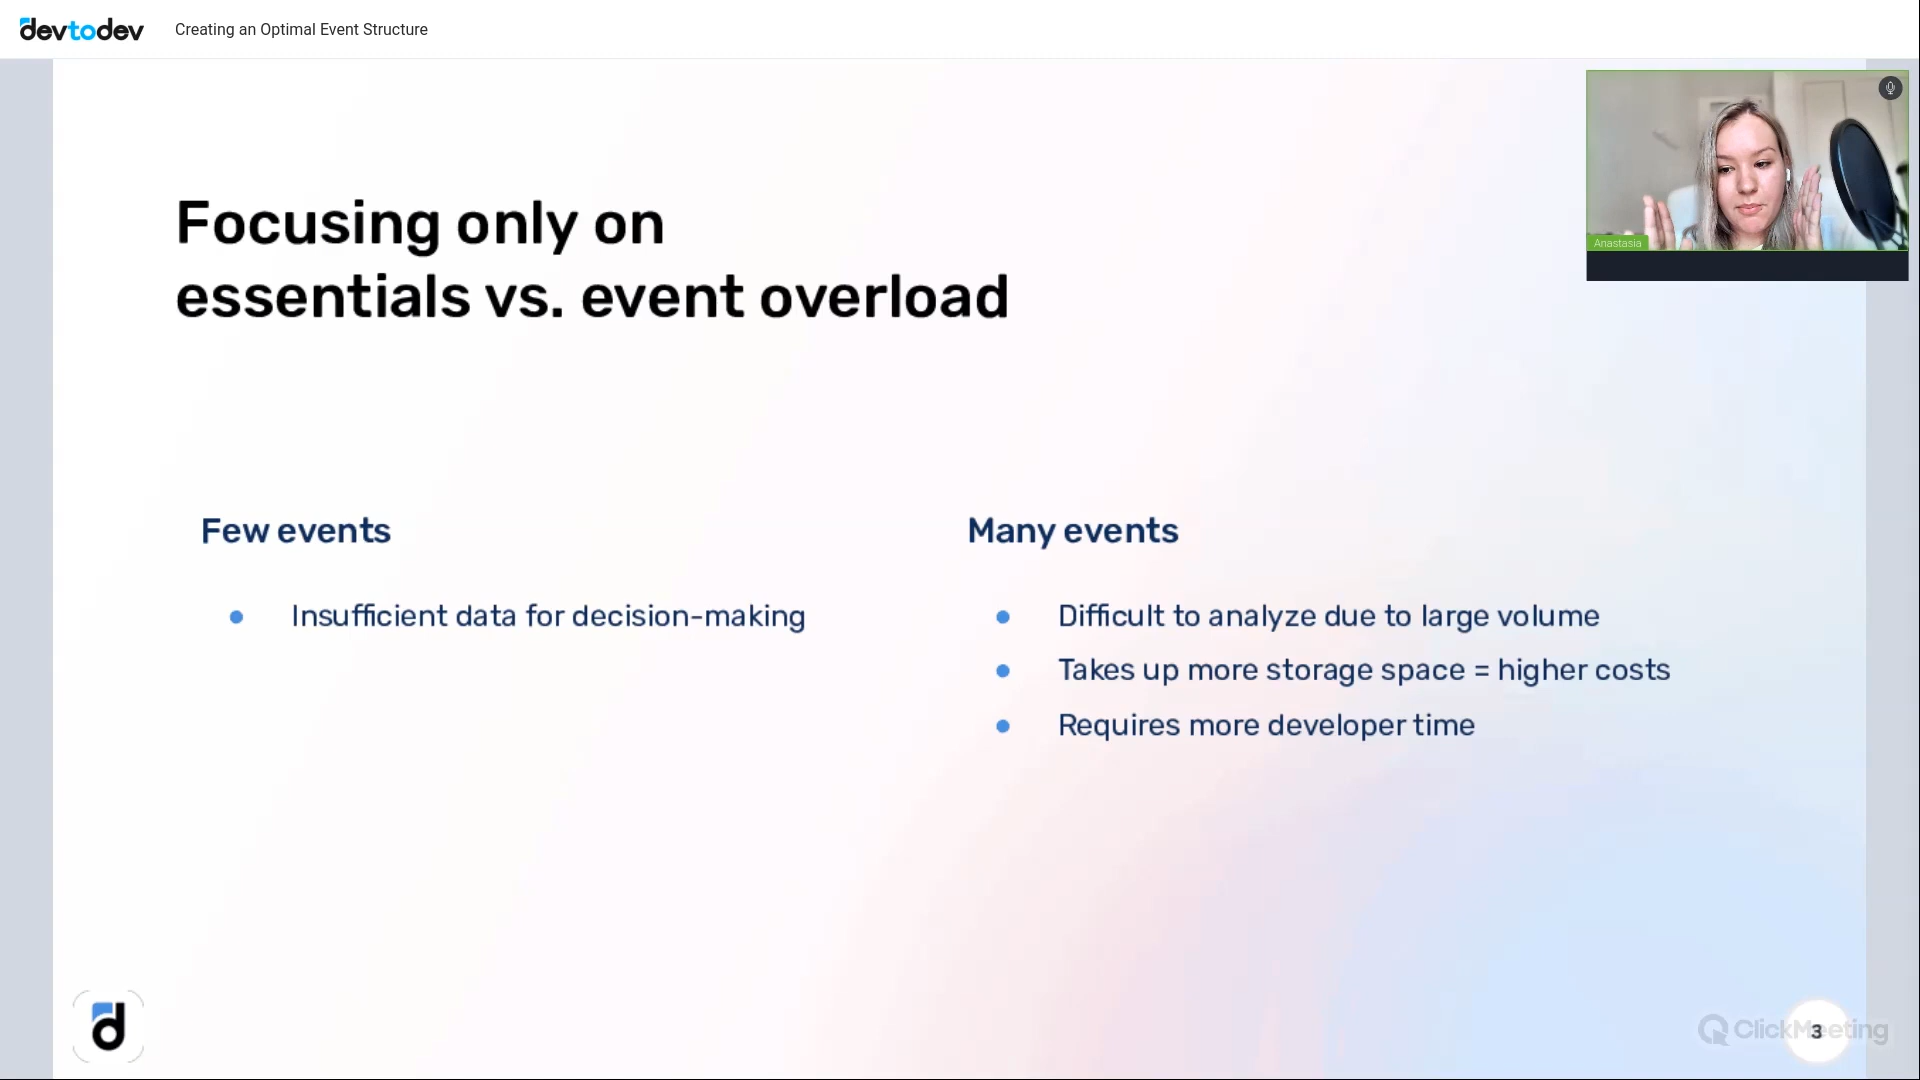 devtodev
Creating an Optimal Event Structure
Anastasia
Focusing only on
essentials vs. event overload
Few events
Insufficient data for decision-making
Many events
Difficult to analyze due to large volume
Takes up more storage space = higher costs
Requires more developer time
d
ClickMeeting
3